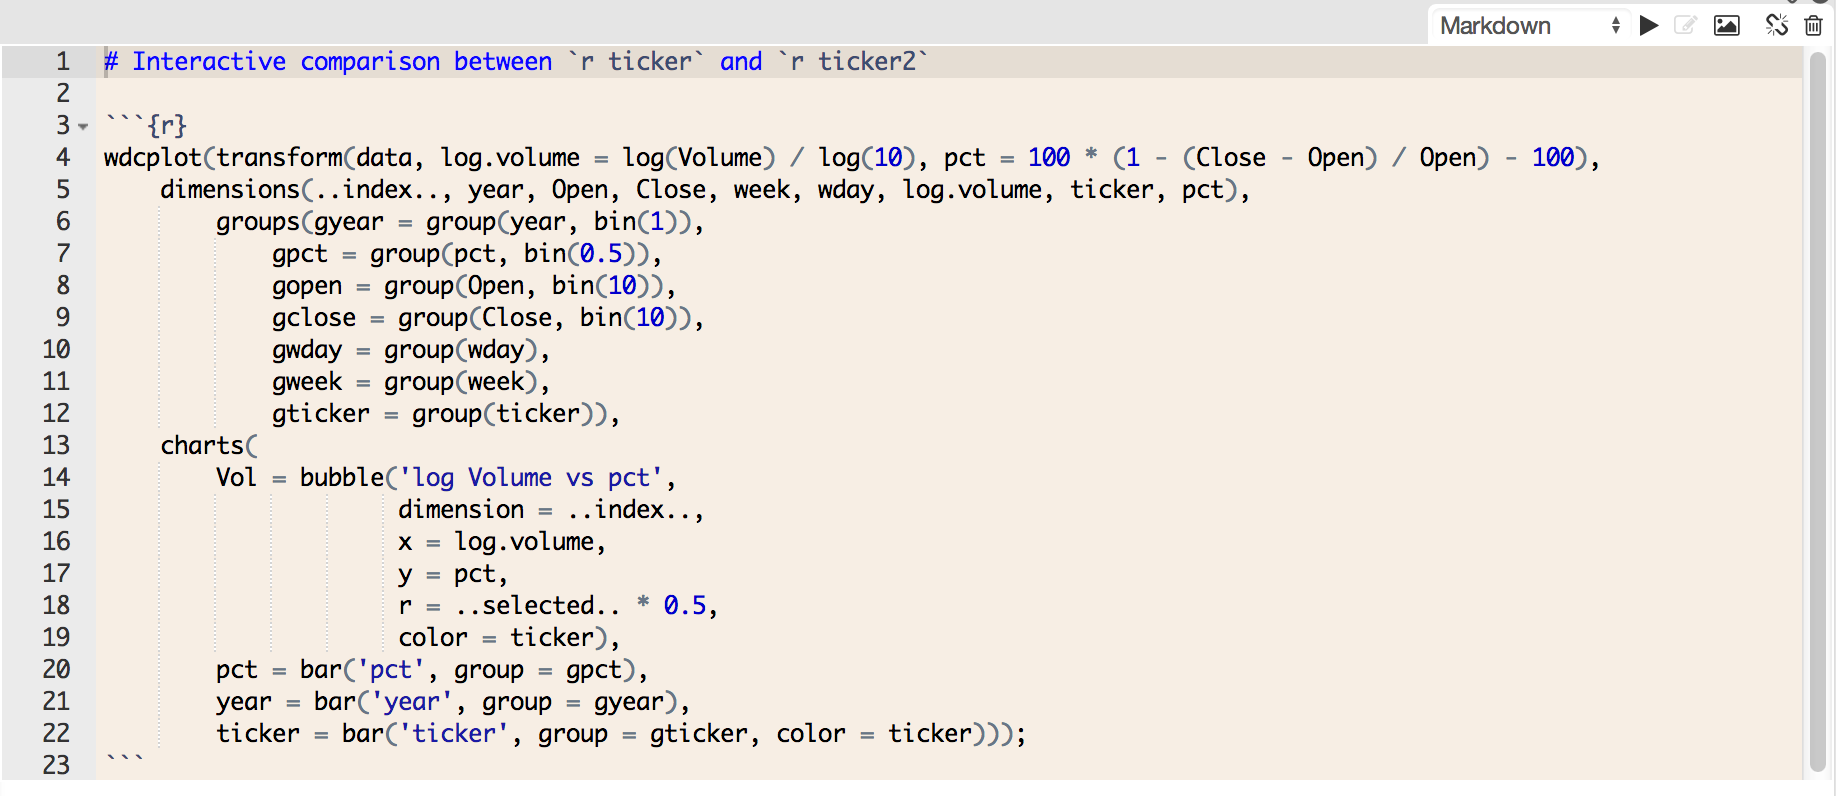 Markdown
1 # Interactive comparison between `r ticker` and `r ticker2`
2
3 ```{r}
4 wdcplot(transform(data, log.volume = log(Volume) / log(10), pct = 100 * (1 - (Close - Open) / Open) - 100),
5     dimensions(..index.., year, Open, Close, week, wday, log.volume, ticker, pct),
6         groups(gyear = group(year, bin(1)),
7             gpct = group(pct, bin(0.5)),
8             gopen = group(Open, bin(10)),
9             gclose = group(Close, bin(10)),
10             gwday = group(wday),
11             gweek = group(week),
12             gticker = group(ticker)),
13     charts(
14         Vol = bubble('log Volume vs pct',
15                      dimension = ..index..,
16                      x = log.volume,
17                      y = pct,
18                      r = ..selected.. * 0.5,
19                      color = ticker),
20         pct = bar('pct', group = gpct),
21         year = bar('year', group = gyear),
22         ticker = bar('ticker', group = gticker, color = ticker)));
23 ```